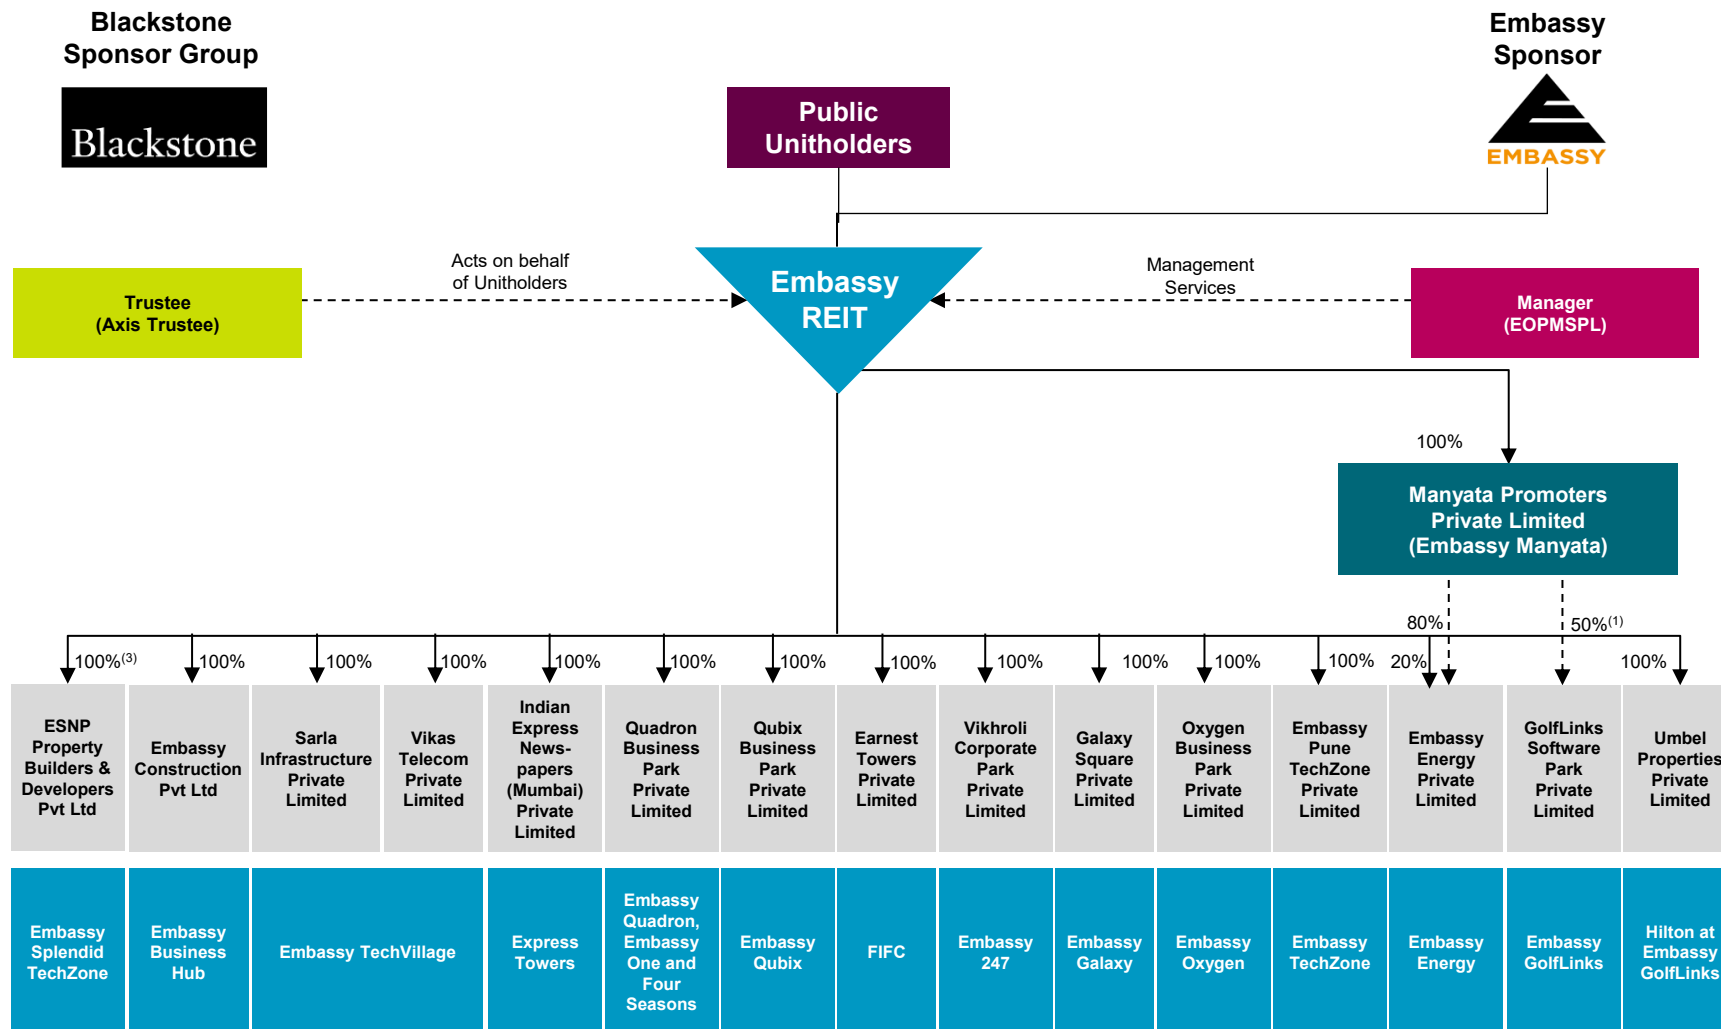 Blackstone
Sponsor Group
Blackstone
Public
Unitholders
Embassy
Sponsor
EMBASSY
Trustee
(Axis Trustee)
Acts on behalf
of Unitholders
Embassy
REIT
Management
Services
Manager
(EOPMSPL)
100%
Manyata Promoters
Private Limited
(Embassy Manyata)
80%
50%(1)
100%(3)
100%
100%
100%
100%
100%
100%
100%
100%
100%
100%
100%
20%
100%
ESNP
Property
Builders &
Developers
Pvt Ltd
Embassy
Construction
Pvt Ltd
Sarla
Infrastructure
Private
Limited
Vikas
Telecom
Private
Limited
Indian
Express
News-
papers
(Mumbai)
Private
Limited
Quadron
Business
Park
Private
Limited
Qubix
Business
Park
Private
Limited
Earnest
Towers
Private
Limited
Vikhroli
Corporate
Park
Private
Limited
Galaxy
Square
Private
Limited
Oxygen
Business
Park
Private
Limited
Embassy
Pune
TechZone
Private
Limited
Embassy
Energy
Private
Limited
GolfLinks
Software
Park
Private
Limited
Umbel
Properties
Private
Limited
Embassy
Splendid
TechZone
Embassy
Business
Hub
Embassy TechVillage
Express
Towers
Embassy
Quadron,
Embassy
One and
Four
Seasons
Embassy
Qubix
FIFC
Embassy
247
Embassy
Galaxy
Embassy
Oxygen
Embassy
TechZone
Embassy
Energy
Embassy
GolfLinks
Hilton at
Embassy
GolfLinks